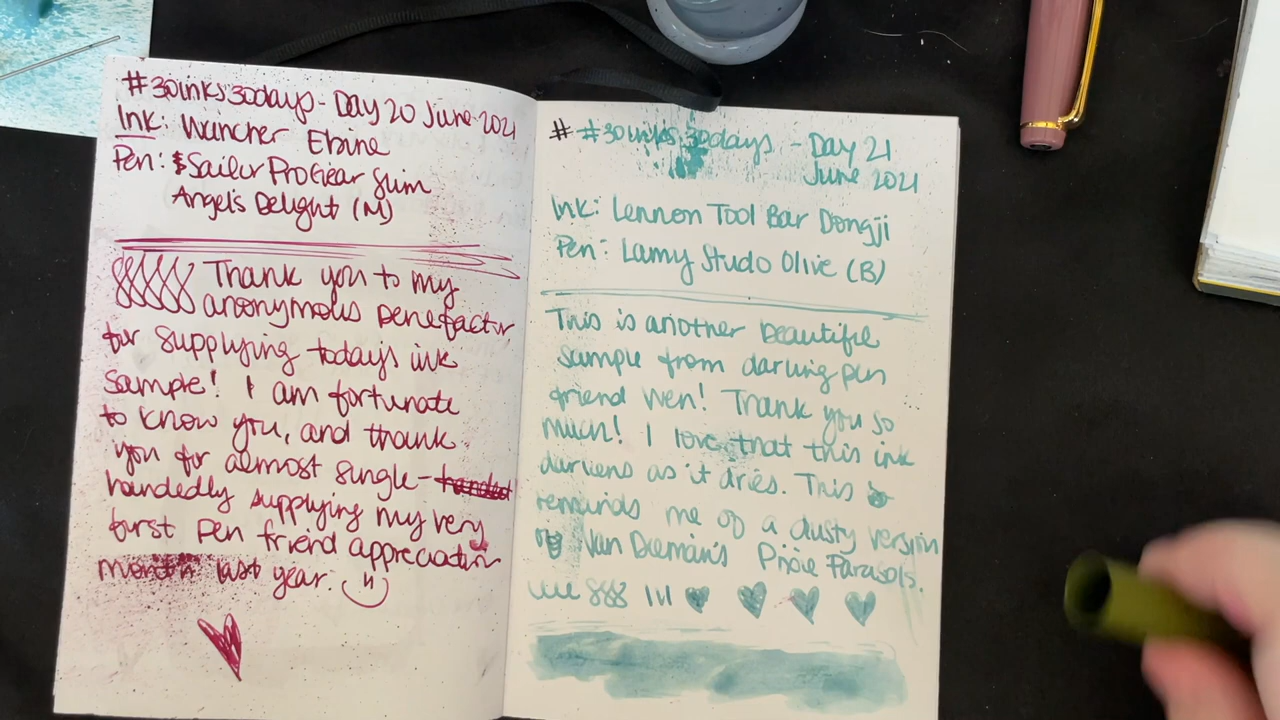 #30inks30days - Day 20 June 2021
Ink: Wancher Ebine
Pen: Sailor ProGear Slim
Angel's Delight (M)
Thank you to my
anonymous penefactor
for supplying today's ink
sample! I am fortunate
to know you, and thank
you for almost single-
handedly supplying my very
first pen friend appreciation
month last year.
# #30inks30days - Day 21
June 2021
Ink: Lennon Tool Bar Dongji
Pen: Lamy Studio Olive (B)
This is another beautiful
sample from darling pen
friend Wen! Thank you so
much! I love that this ink
darkens as it dries. This
reminds me of a dusty version
Van Dieman's Pixie Parasols.